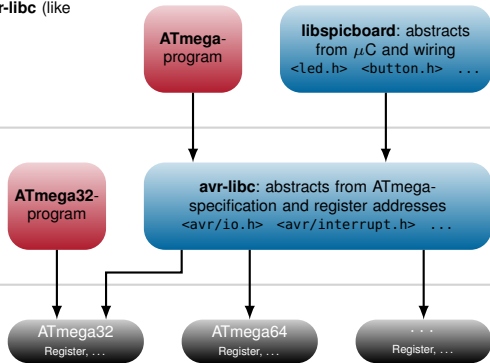 r-libc (like
ATmega-
program
libspicboard: abstracts
from μC and wiring
<led.h> <button.h> ...
ATmega32-
program
avr-libc: abstracts from ATmega-
specification and register addresses
<avr/io.h> <avr/interrupt.h> ...
ATmega32
Register, ...
ATmega64
Register, ...
...
Register, ...